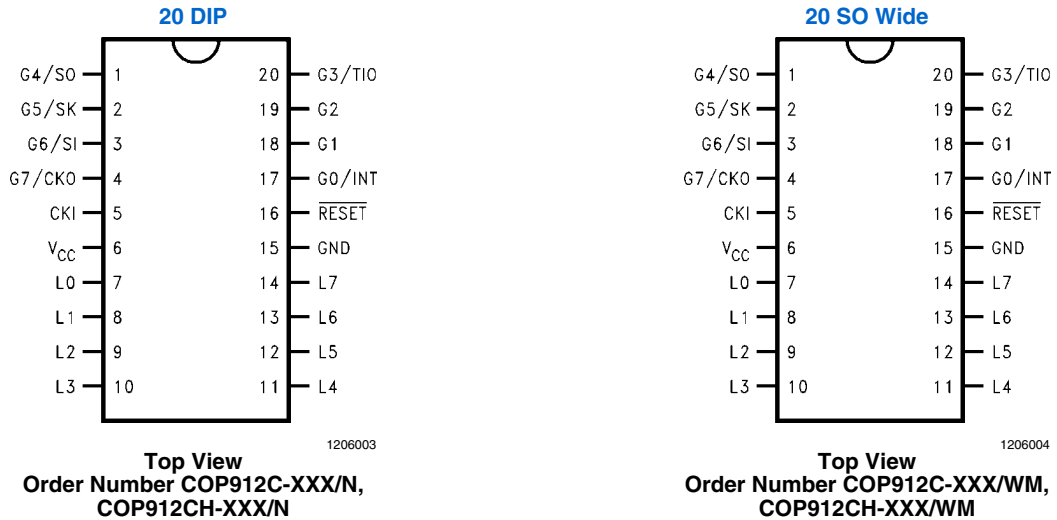 20 DIP
G4/SO 1 20 G3/TIO
G5/SK 2 19 G2
G6/SI 3 18 G1
G7/CKO 4 17 G0/INT
CKI 5 16 RESET
VCC 6 15 GND
L0 7 14 L7
L1 8 13 L6
L2 9 12 L5
L3 10 11 L4
1206003
Top View
Order Number COP912C-XXX/N,
COP912CH-XXX/N
20 SO Wide
G4/SO 1 20 G3/TIO
G5/SK 2 19 G2
G6/SI 3 18 G1
G7/CKO 4 17 G0/INT
CKI 5 16 RESET
VCC 6 15 GND
L0 7 14 L7
L1 8 13 L6
L2 9 12 L5
L3 10 11 L4
1206004
Top View
Order Number COP912C-XXX/WM,
COP912CH-XXX/WM